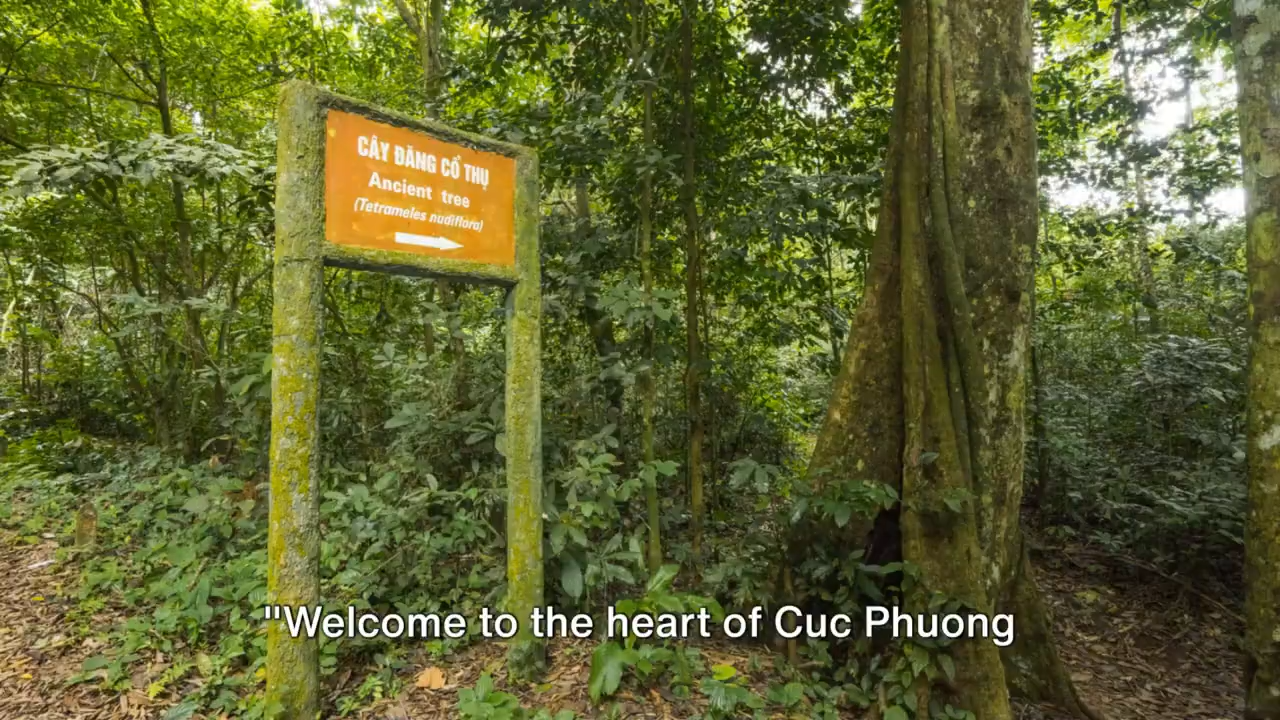 CÂY ĐĂNG CỔ THỤ
Ancient tree
(Tetrameles nudiflora)
"Welcome to the heart of Cuc Phuong